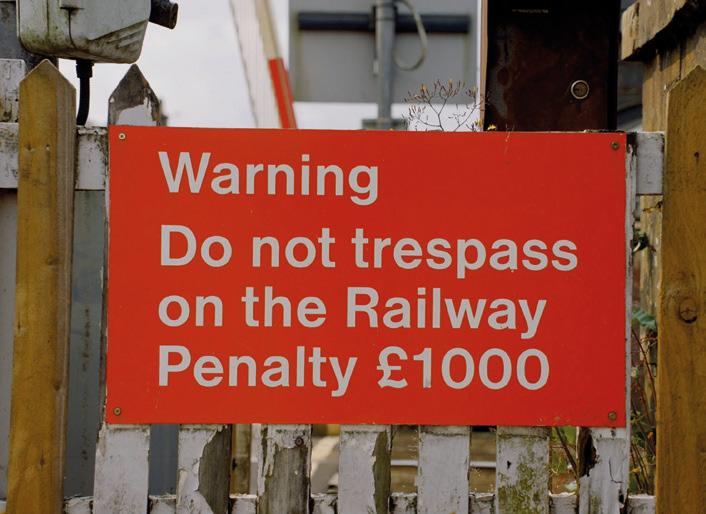 Warning
Do not trespass
on the Railway
Penalty £1000